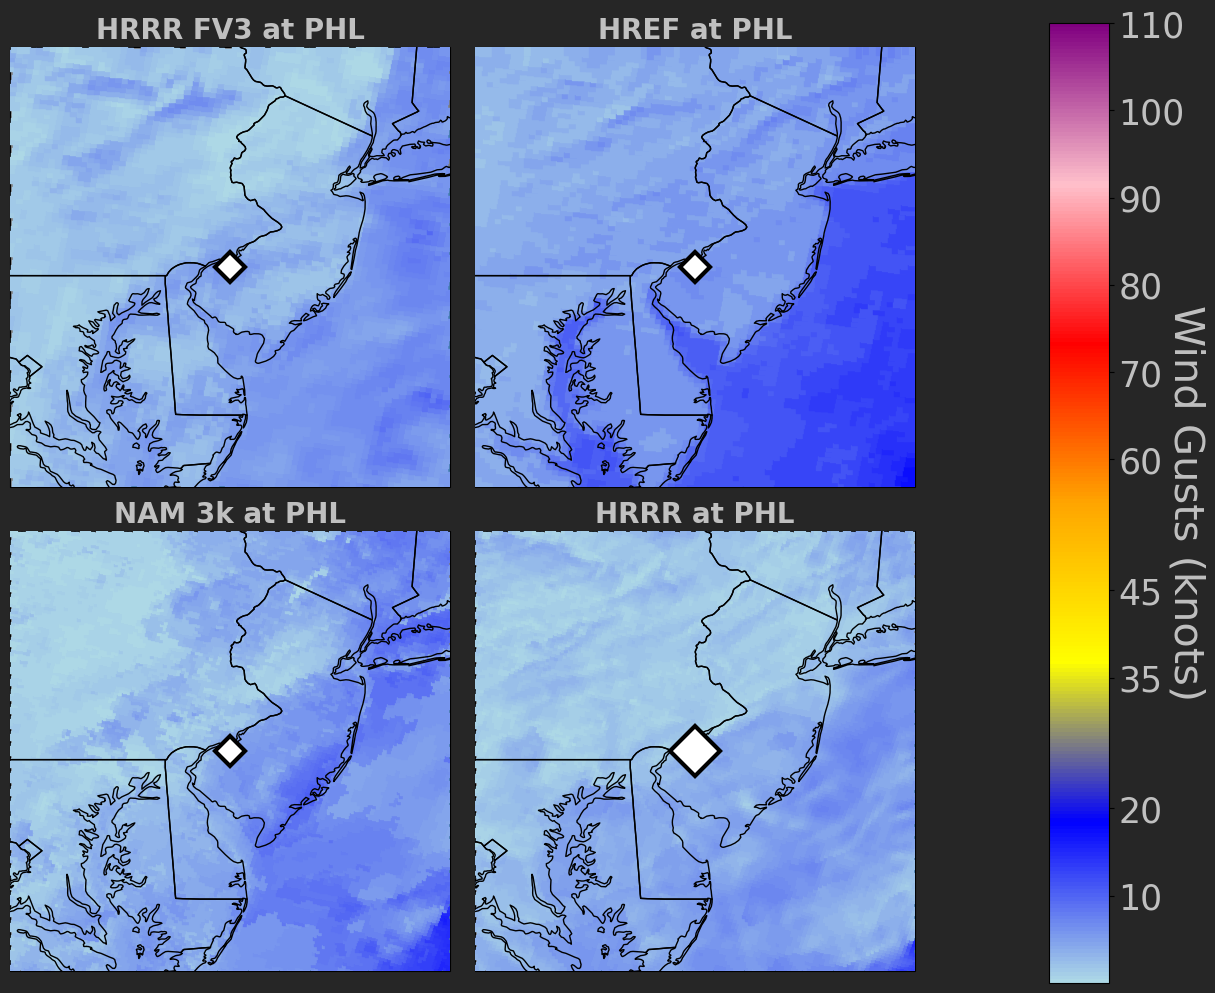 HRRR FV3 at PHL
HREF at PHL
NAM 3k at PHL
HRRR at PHL
110
100
90
80
70
60
45
35
20
10
Wind Gusts (knots)